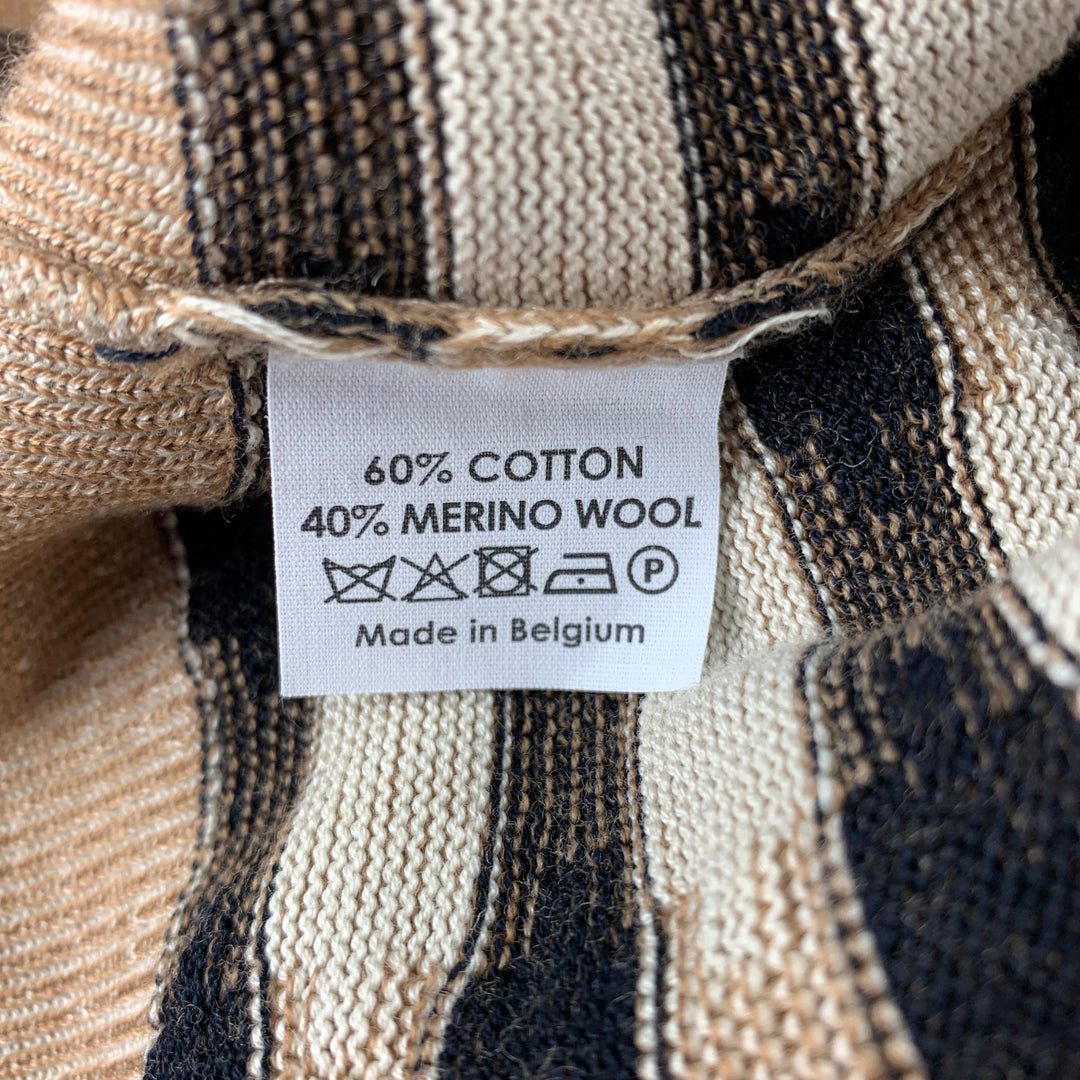 60% COTTON
40% MERINO WOOL
P
Made in Belgium